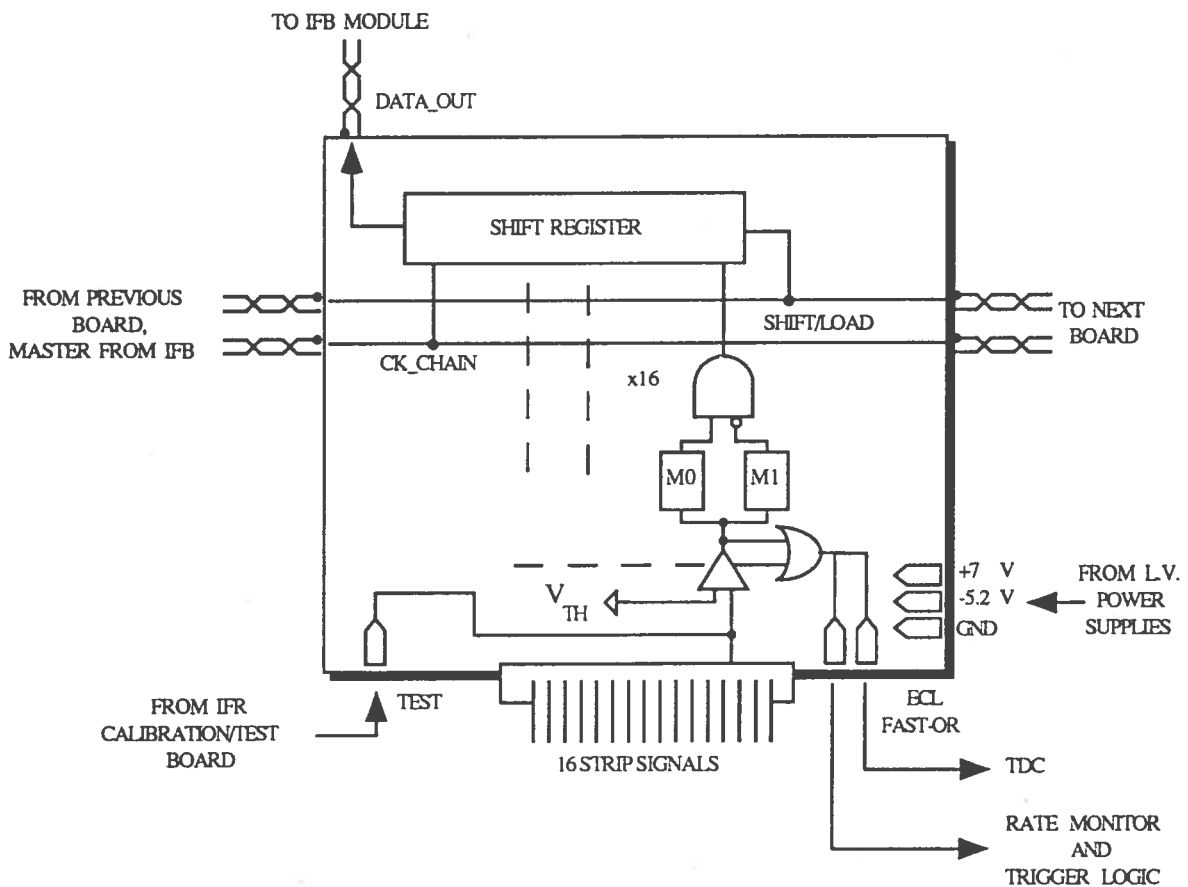 TO IFB MODULE
DATA_OUT
SHIFT REGISTER
FROM PREVIOUS
BOARD,
MASTER FROM IFB
TO NEXT
BOARD
SHIFT/LOAD
CK_CHAIN
x16
M0
M1
V
TH
+7 V
-5.2 V
GND
FROM L.V.
POWER
SUPPLIES
TEST
FROM IFR
CALIBRATION/TEST
BOARD
16 STRIP SIGNALS
ECL
FAST-OR
TDC
RATE MONITOR
AND
TRIGGER LOGIC